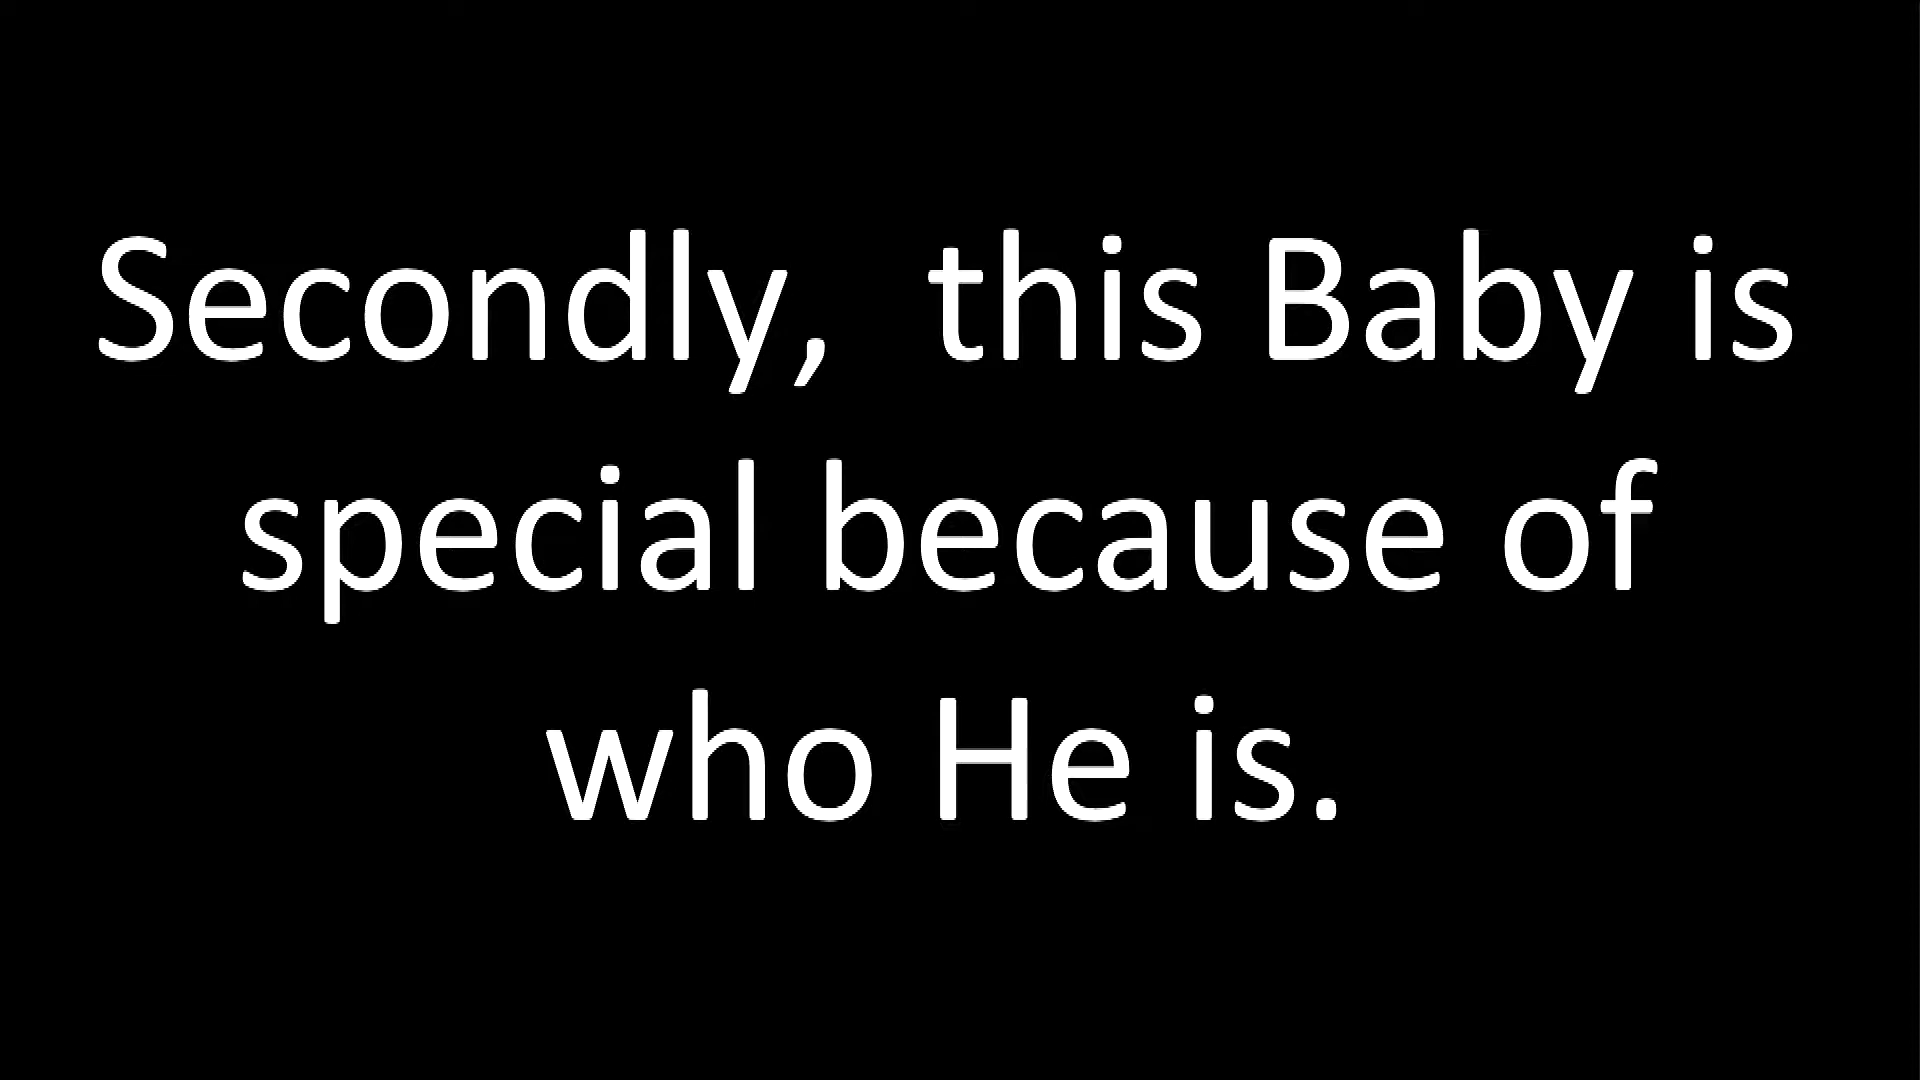 Secondly,  this Baby is
special because of
who He is.